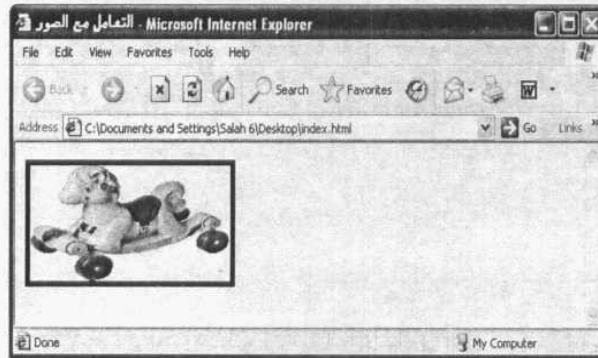 التعامل مع الصور - Microsoft Internet Explorer
File Edit View Favorites Tools Help
Back Search Favorites
Address C:\Documents and Settings\Salah 6\Desktop\index.html Go Links
Done My Computer